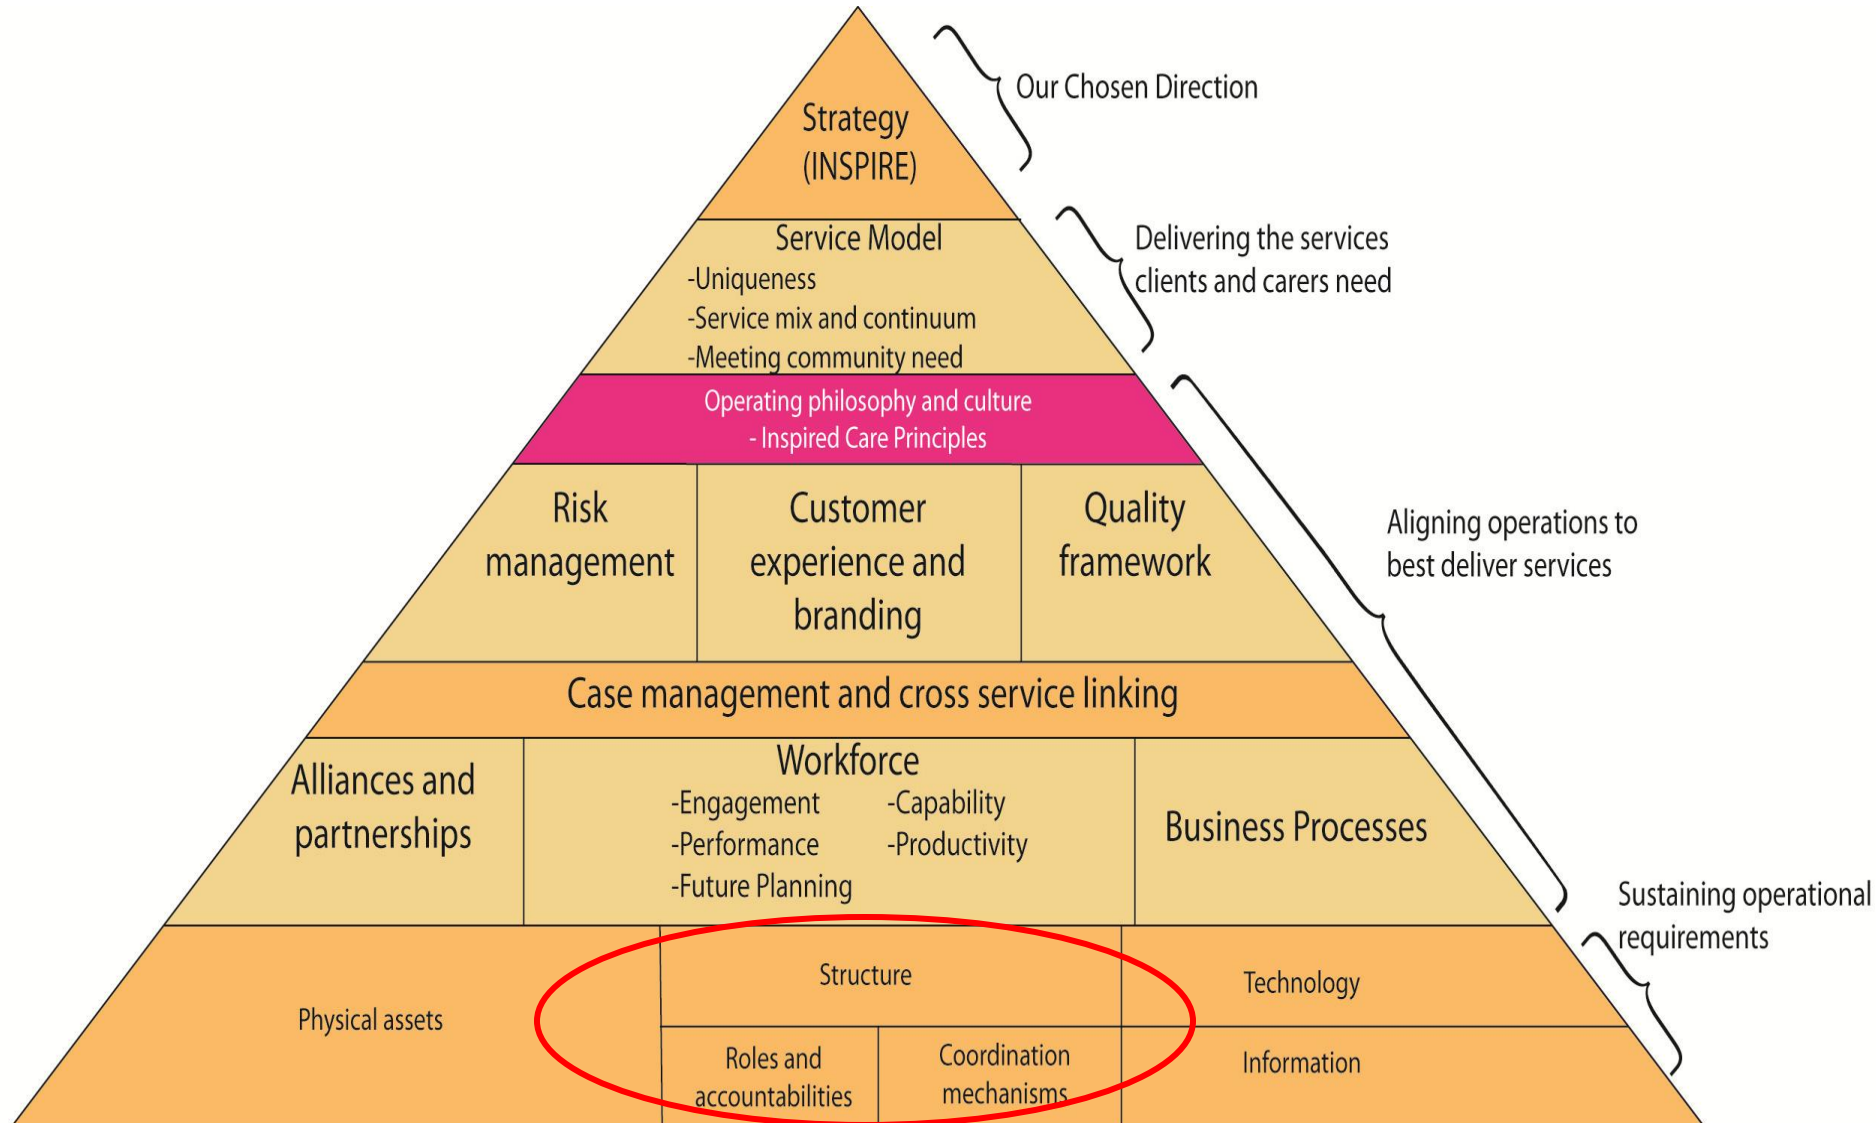 Strategy
(INSPIRE)
Our Chosen Direction
Service Model
-Uniqueness
-Service mix and continuum
-Meeting community need
Delivering the services
clients and carers need
Operating philosophy and culture
- Inspired Care Principles
Risk
management
Customer
experience and
branding
Quality
framework
Aligning operations to
best deliver services
Case management and cross service linking
Alliances and
partnerships
Workforce
-Engagement
-Performance
-Future Planning
-Capability
-Productivity
Business Processes
Sustaining operational
requirements
Physical assets
Structure
Roles and
accountabilities
Coordination
mechanisms
Technology
Information